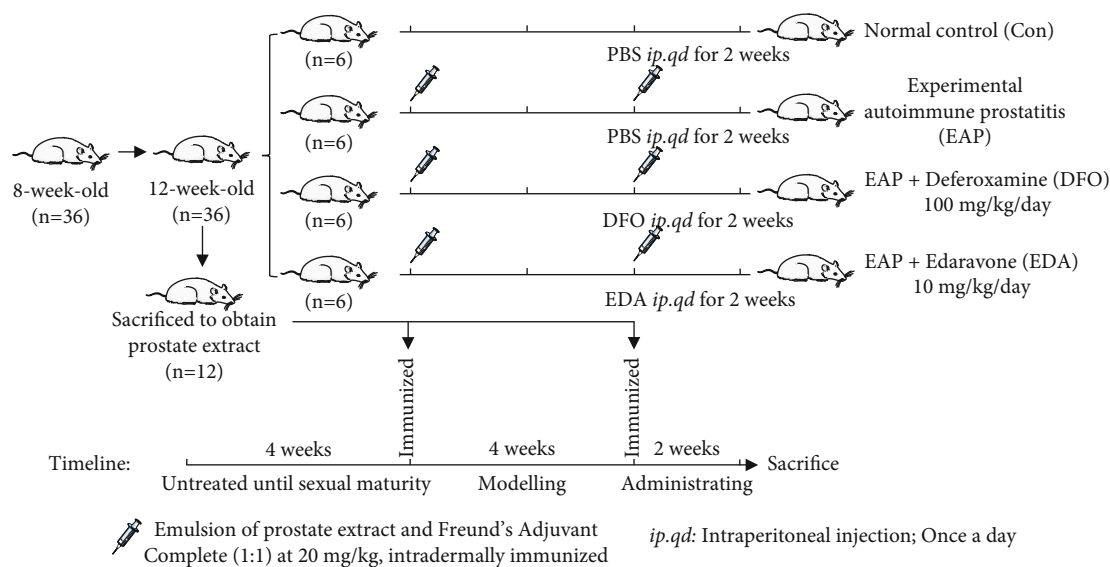 8-week-old
(n=36)
12-week-old
(n=36)
Sacrificed to obtain
prostate extract
(n=12)
(n=6)
PBS ip.qd for 2 weeks
Normal control (Con)
(n=6)
PBS ip.qd for 2 weeks
Experimental
autoimmune prostatitis
(EAP)
(n=6)
DFO ip.qd for 2 weeks
EAP + Deferoxamine (DFO)
100 mg/kg/day
(n=6)
EDA ip.qd for 2 weeks
EAP + Edaravone (EDA)
10 mg/kg/day
Immunized
Immunized
Timeline:
4 weeks
4 weeks
2 weeks
Sacrifice
Untreated until sexual maturity
Modelling
Administrating
Emulsion of prostate extract and Freund's Adjuvant
Complete (1:1) at 20 mg/kg, intradermally immunized
ip.qd: Intraperitoneal injection; Once a day